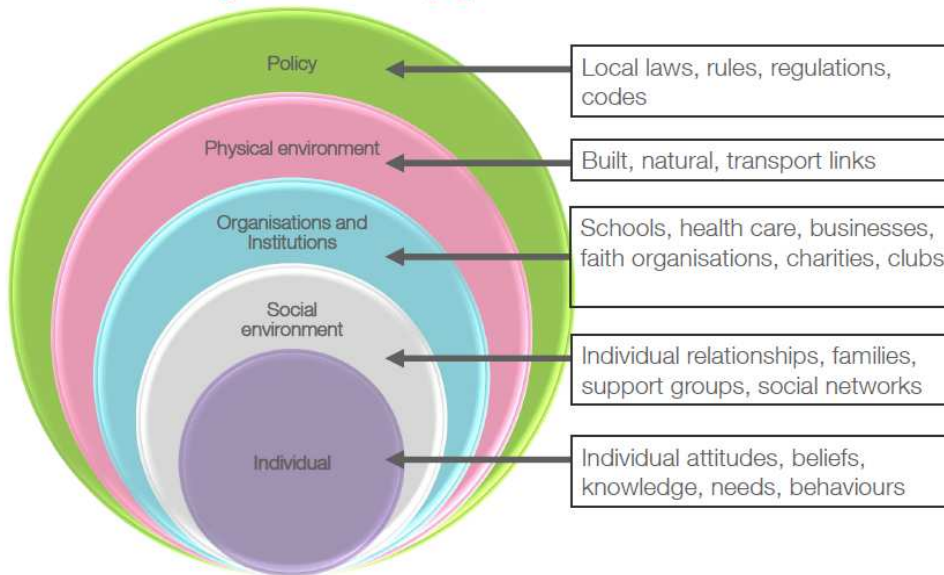 Policy
Local laws, rules, regulations,
codes
Physical environment
Built, natural, transport links
Organisations and
Institutions
Schools, health care, businesses,
faith organisations, charities, clubs
Social
environment
Individual relationships, families,
support groups, social networks
Individual
Individual attitudes, beliefs,
knowledge, needs, behaviours